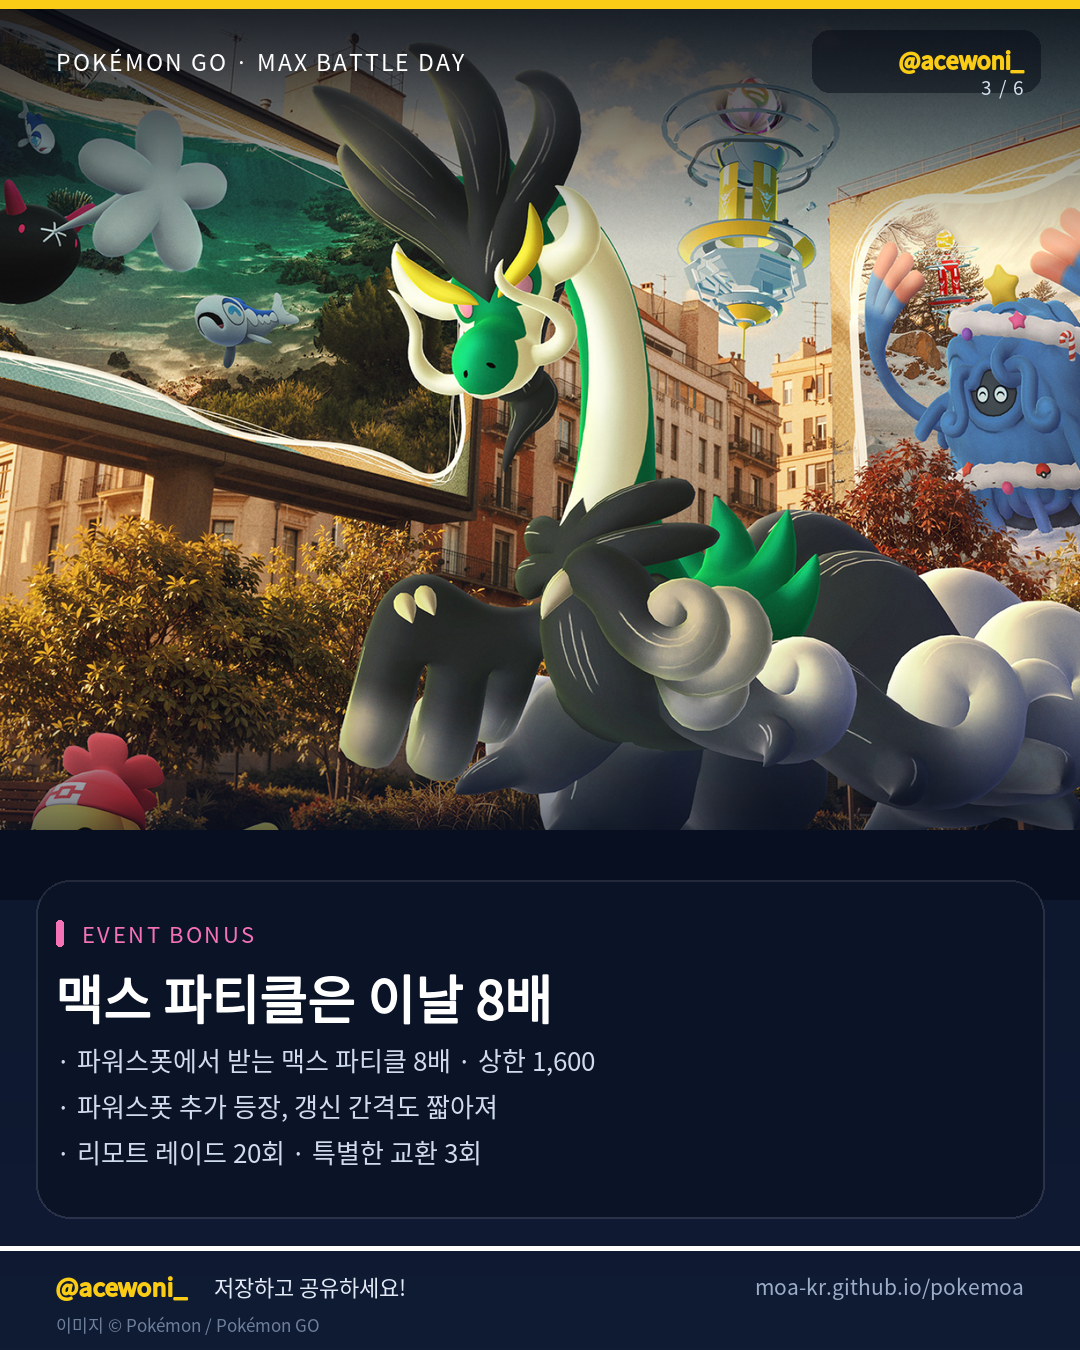 POKÉMON GO · MAX BATTLE DAY
@acewoni_
3 / 6
EVENT BONUS
맥스 파티클은 이날 8배
· 파워스폿에서 받는 맥스 파티클 8배 · 상한 1,600
· 파워스폿 추가 등장, 갱신 간격도 짧아져
· 리모트 레이드 20회 · 특별한 교환 3회
@acewoni_ 저장하고 공유하세요!
moa-kr.github.io/pokemoa
이미지 © Pokémon / Pokémon GO